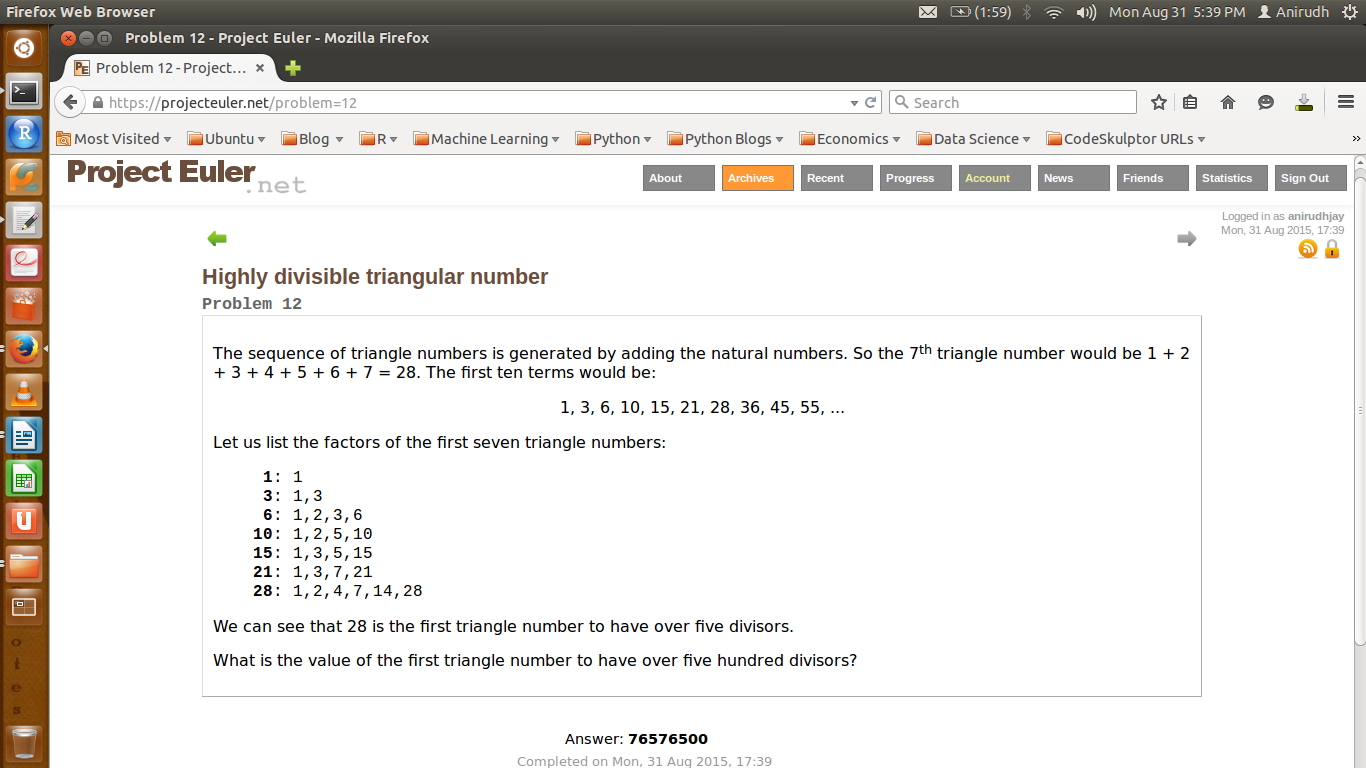 Firefox Web Browser
(1:59) Mon Aug 31 5:39 PM Anirudh
Problem 12 - Project Euler - Mozilla Firefox
PE Problem 12 - Project... ×
https://projecteuler.net/problem=12
Search
Most Visited Ubuntu Blog R Machine Learning Python Python Blogs Economics Data Science CodeSkulptor URLs »
Project Euler.net
About Archives Recent Progress Account News Friends Statistics Sign Out
Logged in as anirudhjay
Mon, 31 Aug 2015, 17:39
Highly divisible triangular number
Problem 12
The sequence of triangle numbers is generated by adding the natural numbers. So the 7th triangle number would be 1 + 2
+ 3 + 4 + 5 + 6 + 7 = 28. The first ten terms would be:
1, 3, 6, 10, 15, 21, 28, 36, 45, 55, ...
Let us list the factors of the first seven triangle numbers:
1: 1
3: 1,3
6: 1,2,3,6
10: 1,2,5,10
15: 1,3,5,15
21: 1,3,7,21
28: 1,2,4,7,14,28
We can see that 28 is the first triangle number to have over five divisors.
What is the value of the first triangle number to have over five hundred divisors?
Answer: 76576500
Completed on Mon, 31 Aug 2015, 17:39